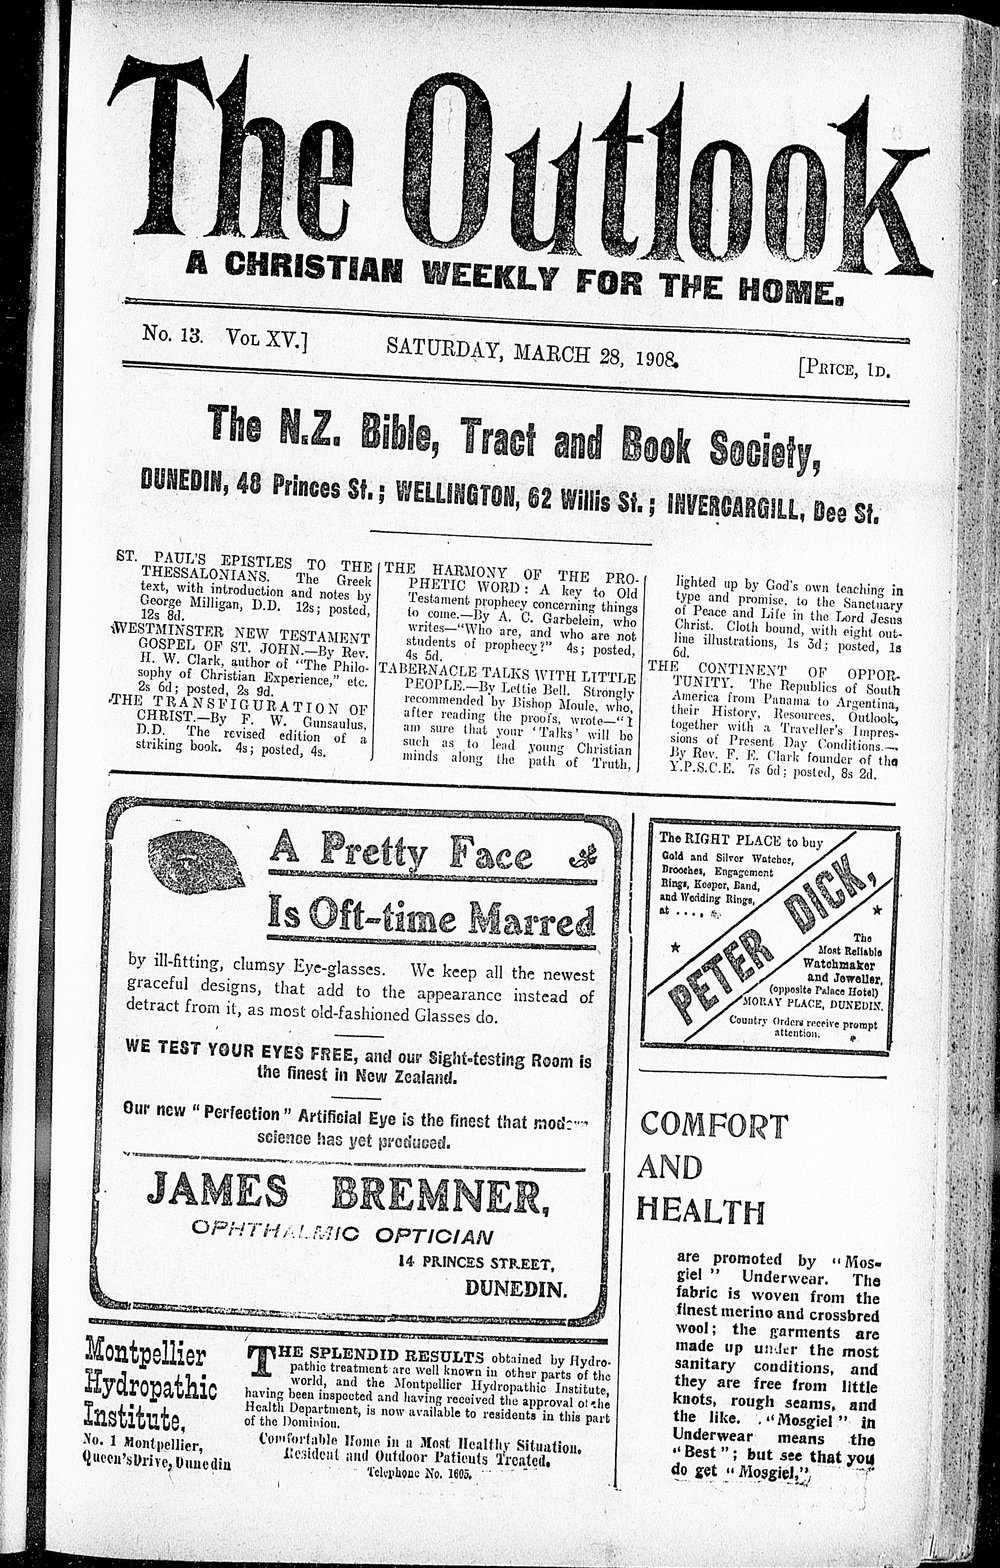 The Outlook
A CHRISTIAN WEEKLY FOR THE HOME.
No. 13. VOL XV.]
SATURDAY, MARCH 28, 1908.
[PRICE, 1D.
The N.Z. Bible, Tract and Book Society,
DUNEDIN, 48 Princes St.; WELLINGTON, 62 Willis St.; INVERCARGILL, Dee St.
ST. PAUL'S EPISTLES TO THE
THESSALONIANS. The Greek
text, with introduction and notes by
George Milligan, D.D. 12s; posted,
12s 8d.
WESTMINSTER NEW TESTAMENT
GOSPEL OF ST. JOHN.—By Rev.
H. W. Clark, author of "The Philo-
sophy of Christian Experience," etc.
2s 6d; posted, 2s 9d.
THE TRANSFIGURATION OF
CHRIST.—By F. W. Gunsaulus,
D.D. The revised edition of a
striking book. 4s; posted, 4s.
THE HARMONY OF THE PRO-
PHETIC WORD: A key to Old
Testament prophecy concerning things
to come.—By A. C. Garbelein, who
writes—"Who are, and who are not
students of prophecy?" 4s; posted,
4s 5d.
TABERNACLE TALKS WITH LITTLE
PEOPLE.—By Lettie Bell. Strongly
recommended by Bishop Moule, who,
after reading the proofs, wrote—"I
am sure that your 'Talks' will be
such as to lead young Christian
minds along the path of Truth,
lighted up by God's own teaching in
type and promise, to the Sanctuary
of Peace and Life in the Lord Jesus
Christ. Cloth bound, with eight out-
line illustrations, 1s 3d; posted, 1s
6d.
THE CONTINENT OF OPPOR-
TUNITY. The Republics of South
America from Panama to Argentina,
their History, Resources, Outlook,
together with a Traveller's Impres-
sions of Present Day Conditions.—
By Rev. F. E. Clark founder of the
Y.P.S.C.E. 7s 6d; posted, 8s 2d.
A Pretty Face
Is Oft-time Marred
by ill-fitting, clumsy Eye-glasses. We keep all the newest
graceful designs, that add to the appearance instead of
detract from it, as most old-fashioned Glasses do.
WE TEST YOUR EYES FREE, and our Sight-testing Room is
the finest in New Zealand.
Our new "Perfection" Artificial Eye is the finest that
science has yet produced.
JAMES BREMNER,
OPHTHALMIC OPTICIAN
14 PRINCES STREET,
DUNEDIN.
The RIGHT PLACE to buy
Gold and Silver Watches,
Brooches, Engagement
Rings, Keeper, Band,
and Wedding Rings,
at ....
PETER DICK,
The
Most Reliable
Watchmaker
and Jeweller,
(opposite Palace Hotel)
MORAY PLACE, DUNEDIN.
Country Orders receive prompt
attention.
COMFORT
AND
HEALTH
are promoted by "Mos-
giel" Underwear. The
fabric is woven from the
finest merino and crossbred
wool; the garments are
made up under the most
sanitary conditions, and
they are free from little
knots, rough seams, and
the like. "Mosgiel" in
Underwear means the
"Best"; but see that you
do get "Mosgiel,"
Montpellier
Hydropathic
Institute,
No. 1 Montpellier,
Queen's Drive, Dunedin
THE SPLENDID RESULTS obtained by Hydro-
pathic treatment are well known in other parts of the
world, and the Montpellier Hydropathic Institute,
having been inspected and having received the approval of the
Health Department, is now available to residents in this part
of the Dominion.
Comfortable Home in a Most Healthy Situation.
Resident and Outdoor Patients Treated.
Telephone No. 1605.